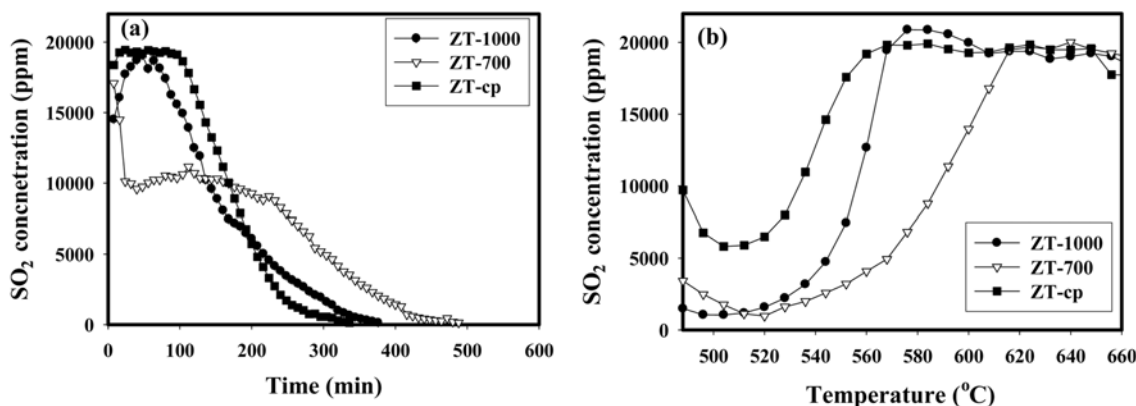 (a)
ZT-1000
ZT-700
ZT-cp
SO2 concnetration (ppm)
20000
15000
10000
5000
0
0 100 200 300 400 500 600
Time (min)
(b)
ZT-1000
ZT-700
ZT-cp
SO2 concentration (ppm)
20000
15000
10000
5000
0
500 520 540 560 580 600 620 640 660
Temperature (oC)